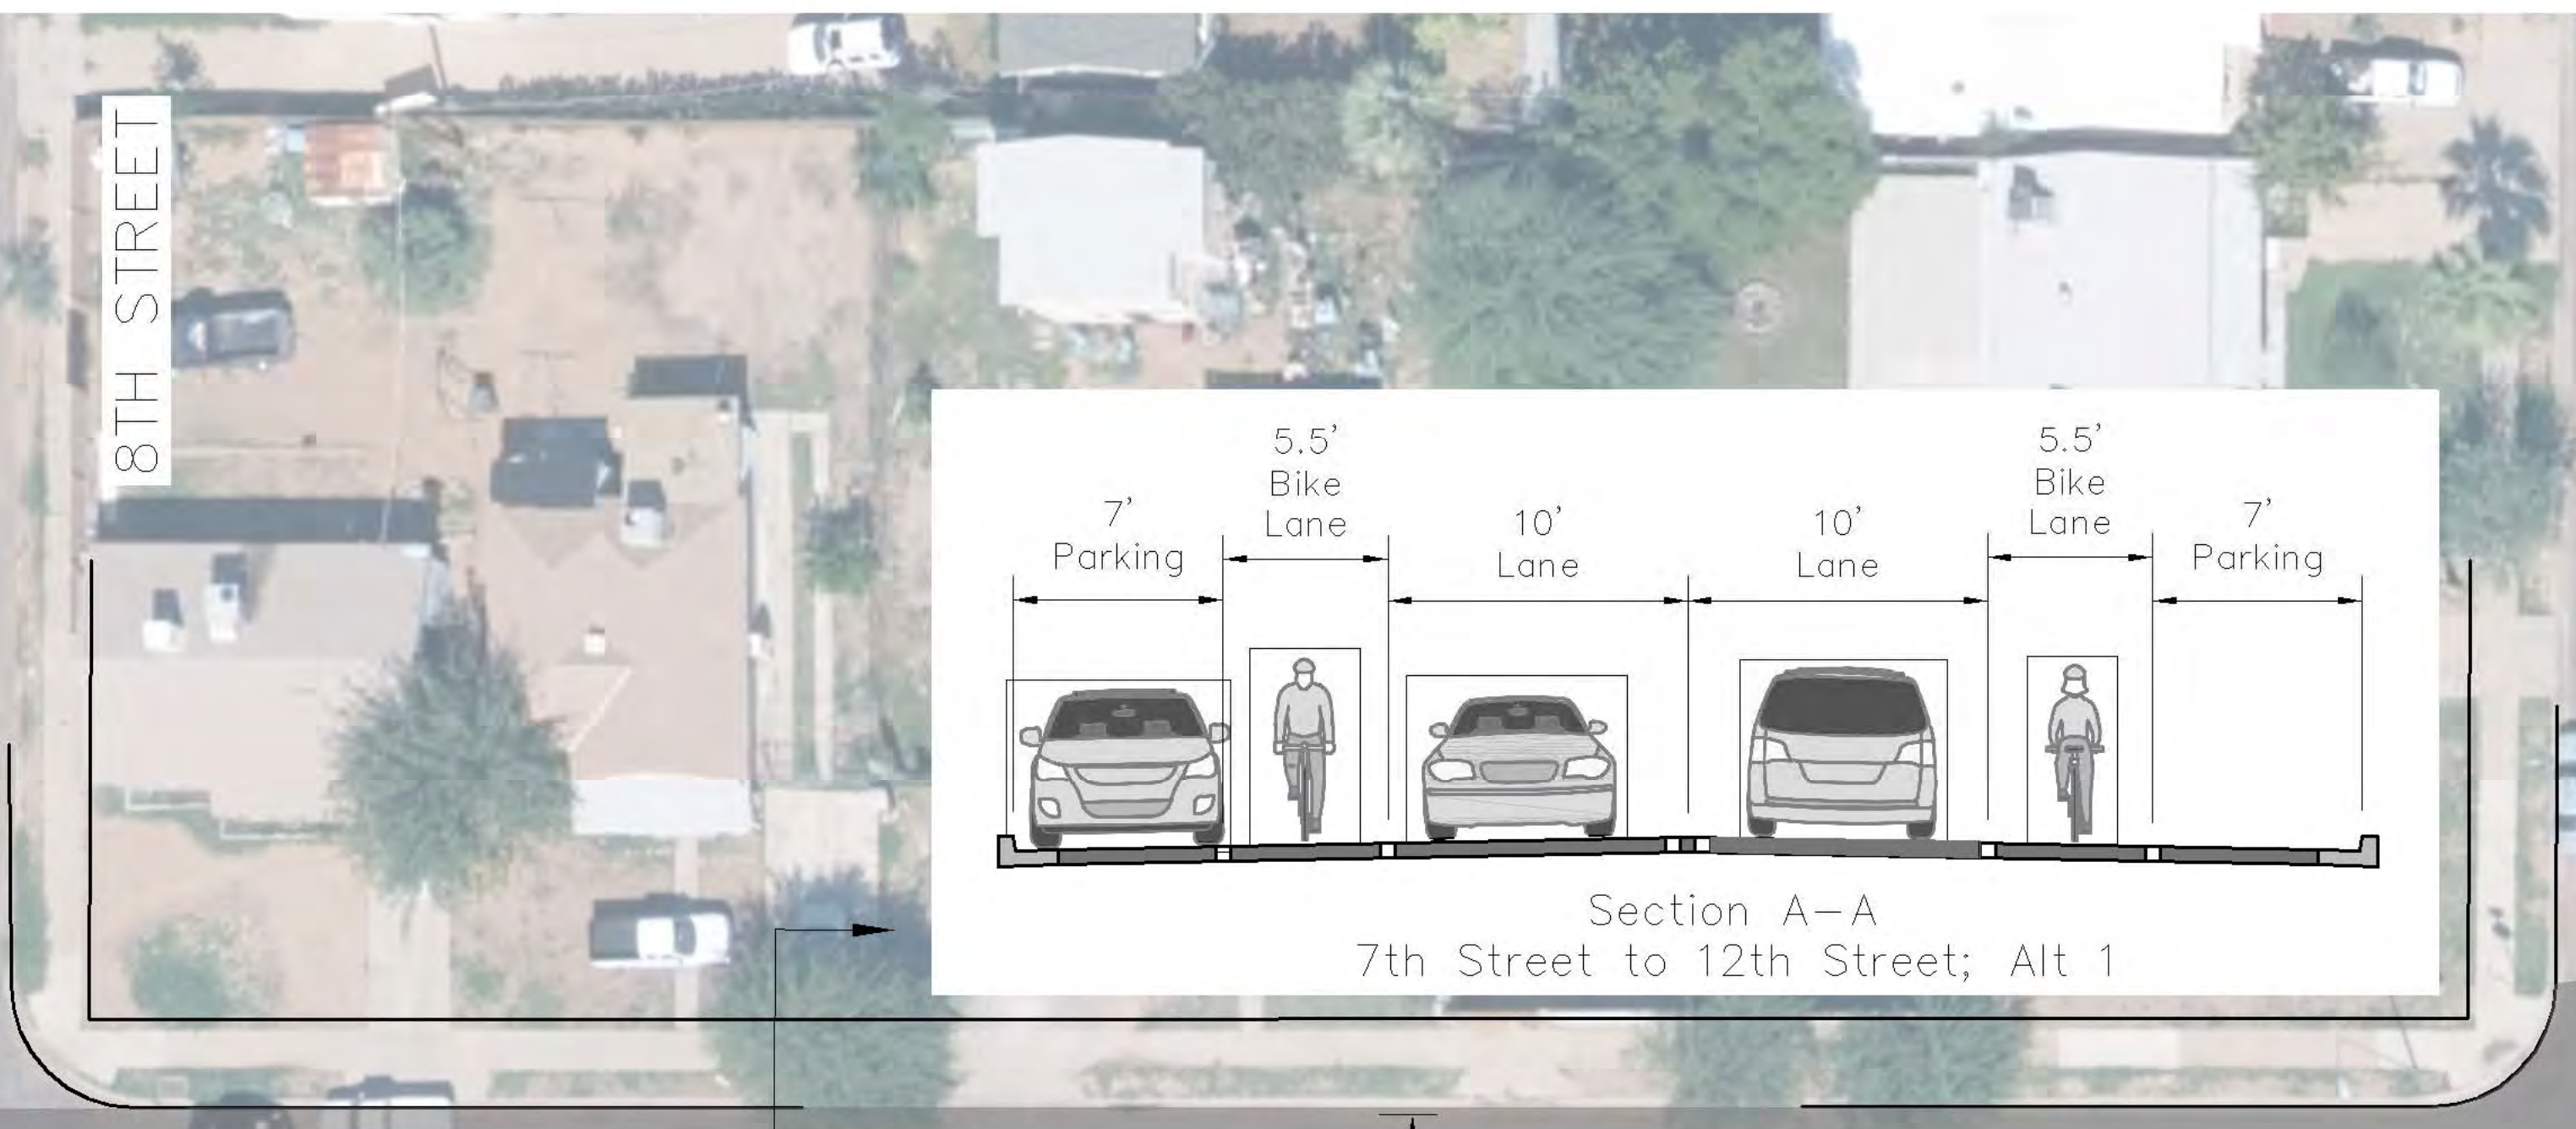 8TH STREET
7'
Parking
5.5'
Bike
Lane
10'
Lane
10'
Lane
5.5'
Bike
Lane
7'
Parking
Section A-A
7th Street to 12th Street; Alt 1